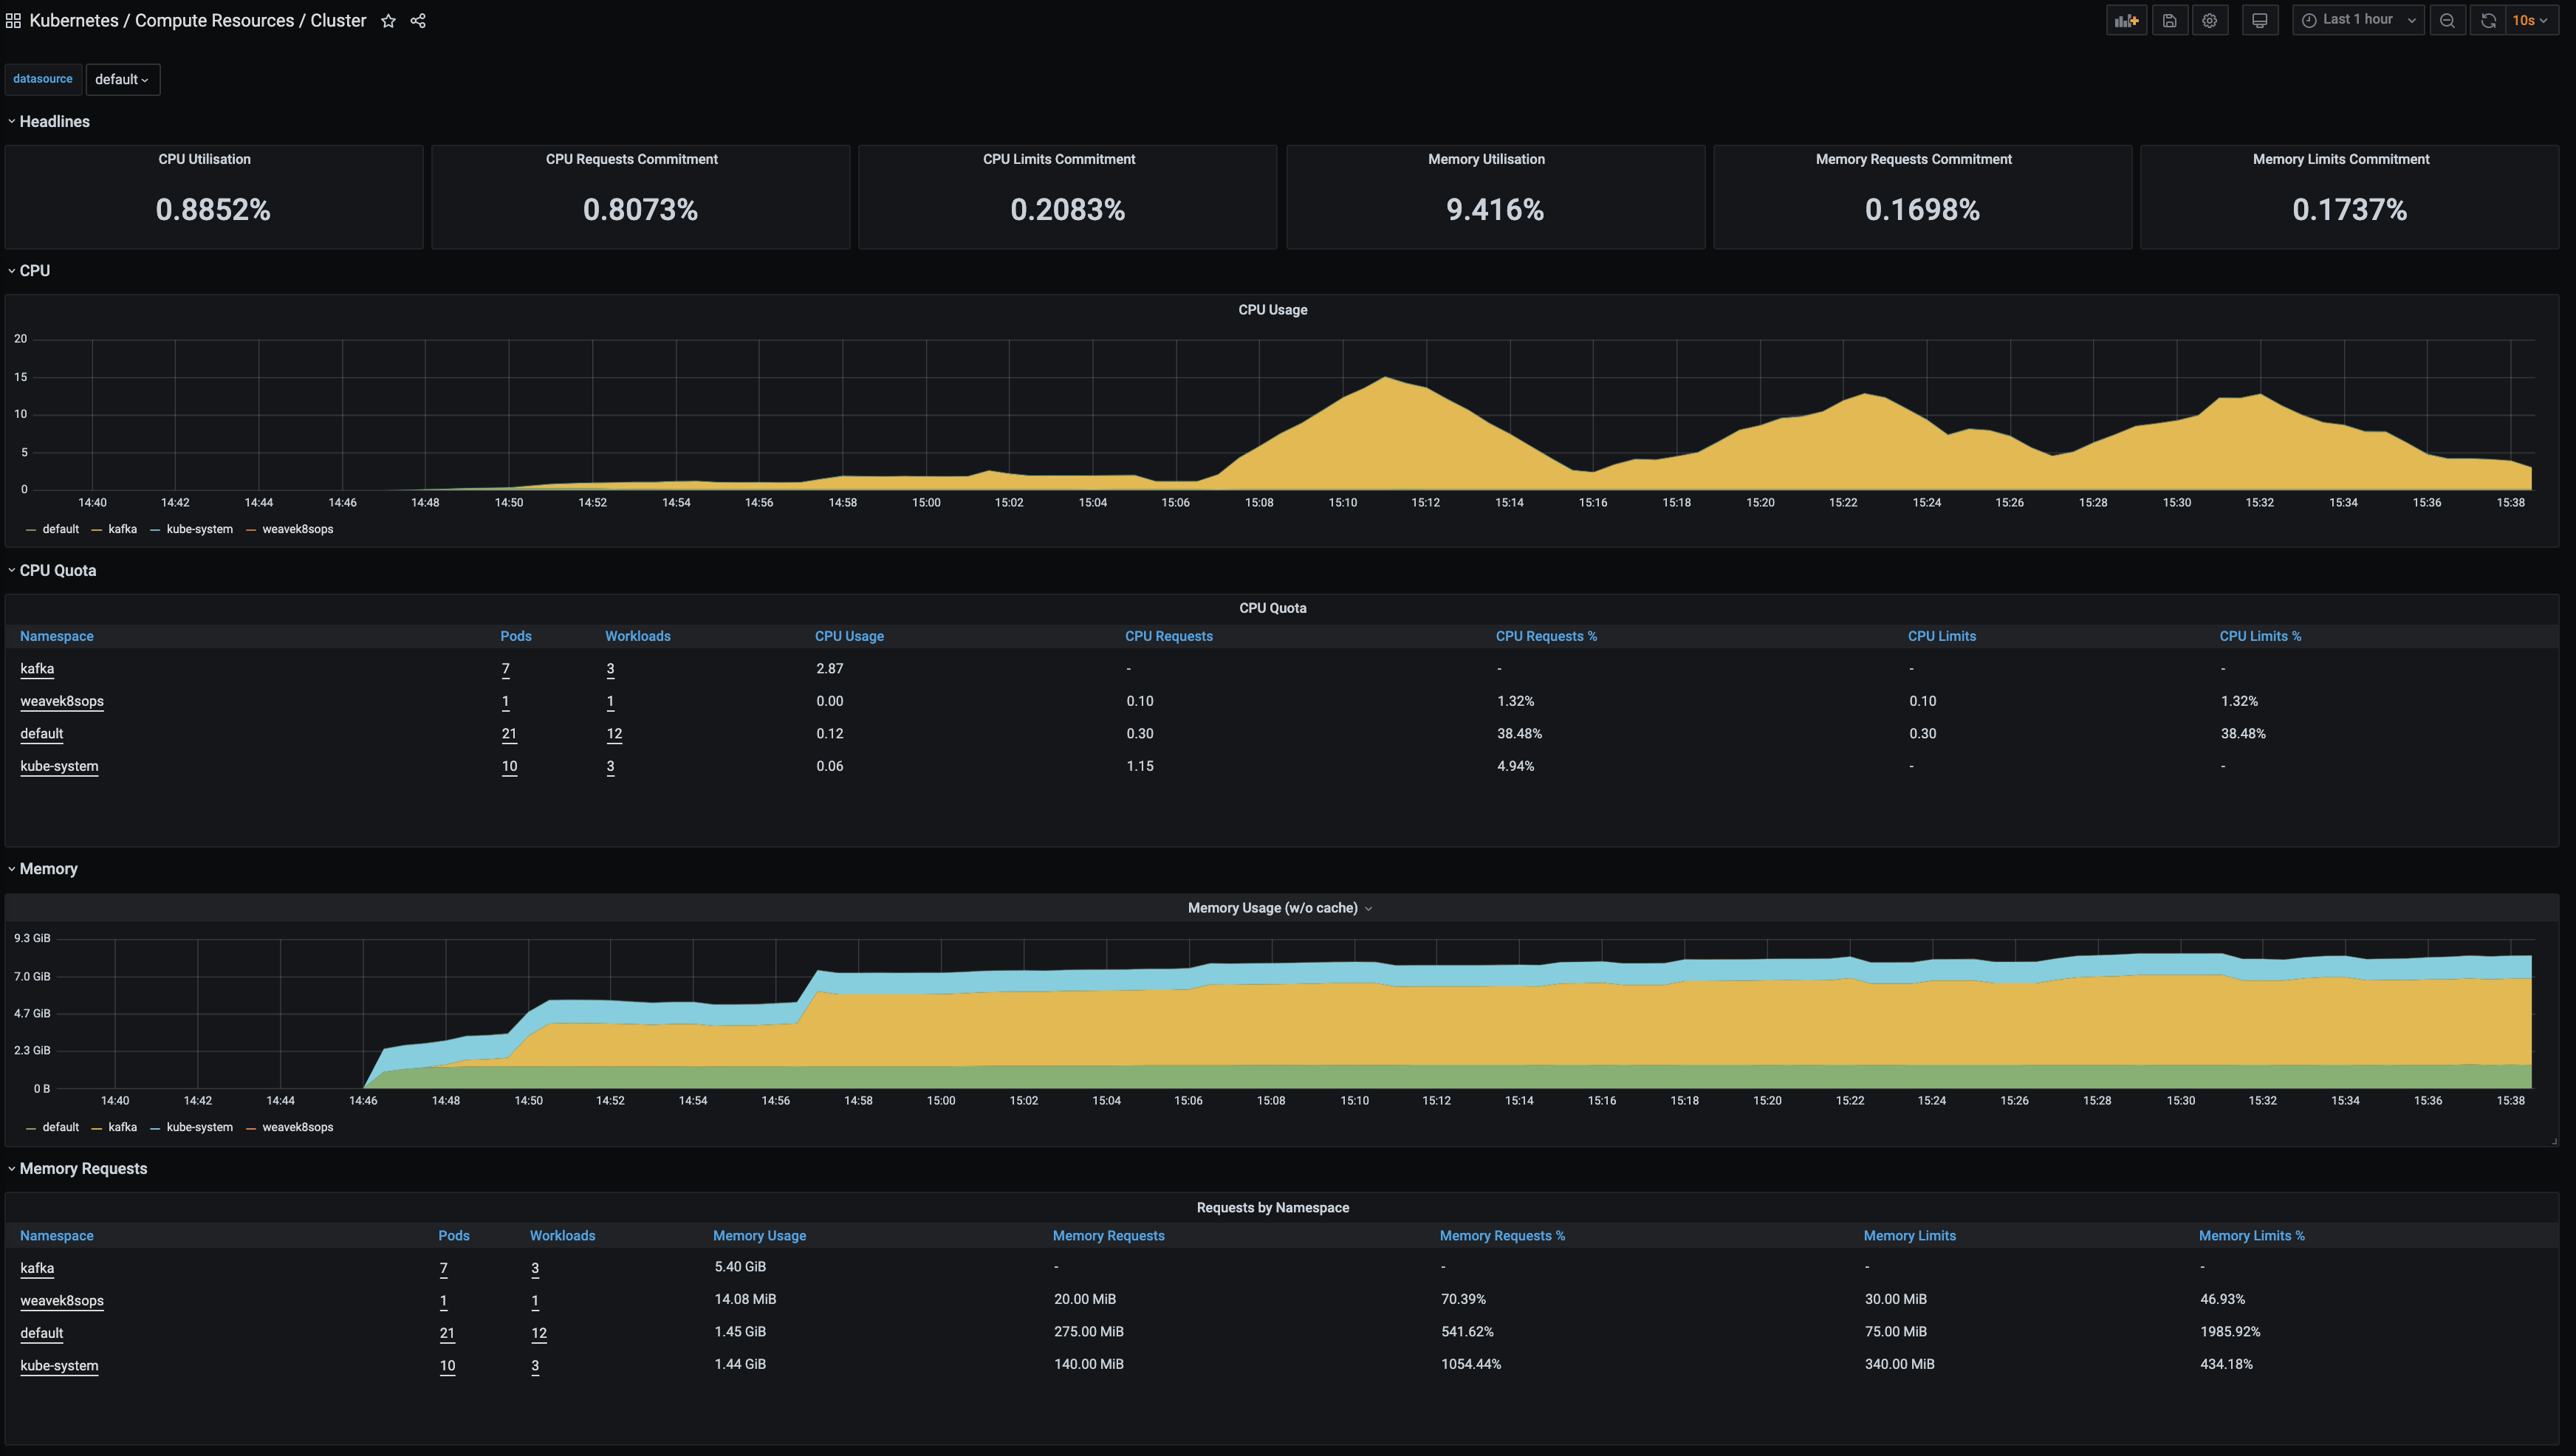 Kubernetes / Compute Resources / Cluster Last 1 hour 10s
datasource default
Headlines
CPU Utilisation CPU Requests Commitment CPU Limits Commitment Memory Utilisation Memory Requests Commitment Memory Limits Commitment
0.8852% 0.8073% 0.2083% 9.416% 0.1698% 0.1737%
CPU
CPU Usage
20
15
10
5
0
14:40 14:42 14:44 14:46 14:48 14:50 14:52 14:54 14:56 14:58 15:00 15:02 15:04 15:06 15:08 15:10 15:12 15:14 15:16 15:18 15:20 15:22 15:24 15:26 15:28 15:30 15:32 15:34 15:36 15:38
default kafka kube-system weavek8sops
CPU Quota
CPU Quota
Namespace Pods Workloads CPU Usage CPU Requests CPU Requests % CPU Limits CPU Limits %
kafka 7 3 2.87 - - - -
weavek8sops 1 1 0.00 0.10 1.32% 0.10 1.32%
default 21 12 0.12 0.30 38.48% 0.30 38.48%
kube-system 10 3 0.06 1.15 4.94% - -
Memory
Memory Usage (w/o cache)
9.3 GiB
7.0 GiB
4.7 GiB
2.3 GiB
0 B
14:40 14:42 14:44 14:46 14:48 14:50 14:52 14:54 14:56 14:58 15:00 15:02 15:04 15:06 15:08 15:10 15:12 15:14 15:16 15:18 15:20 15:22 15:24 15:26 15:28 15:30 15:32 15:34 15:36 15:38
default kafka kube-system weavek8sops
Memory Requests
Requests by Namespace
Namespace Pods Workloads Memory Usage Memory Requests Memory Requests % Memory Limits Memory Limits %
kafka 7 3 5.40 GiB - - - -
weavek8sops 1 1 14.08 MiB 20.00 MiB 70.39% 30.00 MiB 46.93%
default 21 12 1.45 GiB 275.00 MiB 541.62% 75.00 MiB 1985.92%
kube-system 10 3 1.44 GiB 140.00 MiB 1054.44% 340.00 MiB 434.18%